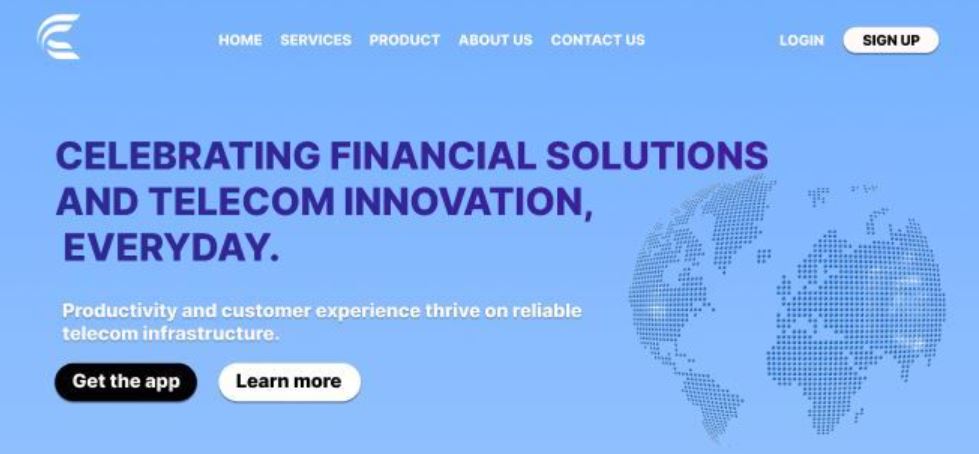 HOME SERVICES PRODUCT ABOUT US CONTACT US LOGIN SIGN UP
CELEBRATING FINANCIAL SOLUTIONS
AND TELECOM INNOVATION,
EVERYDAY.
Productivity and customer experience thrive on reliable
telecom infrastructure.
Get the app Learn more